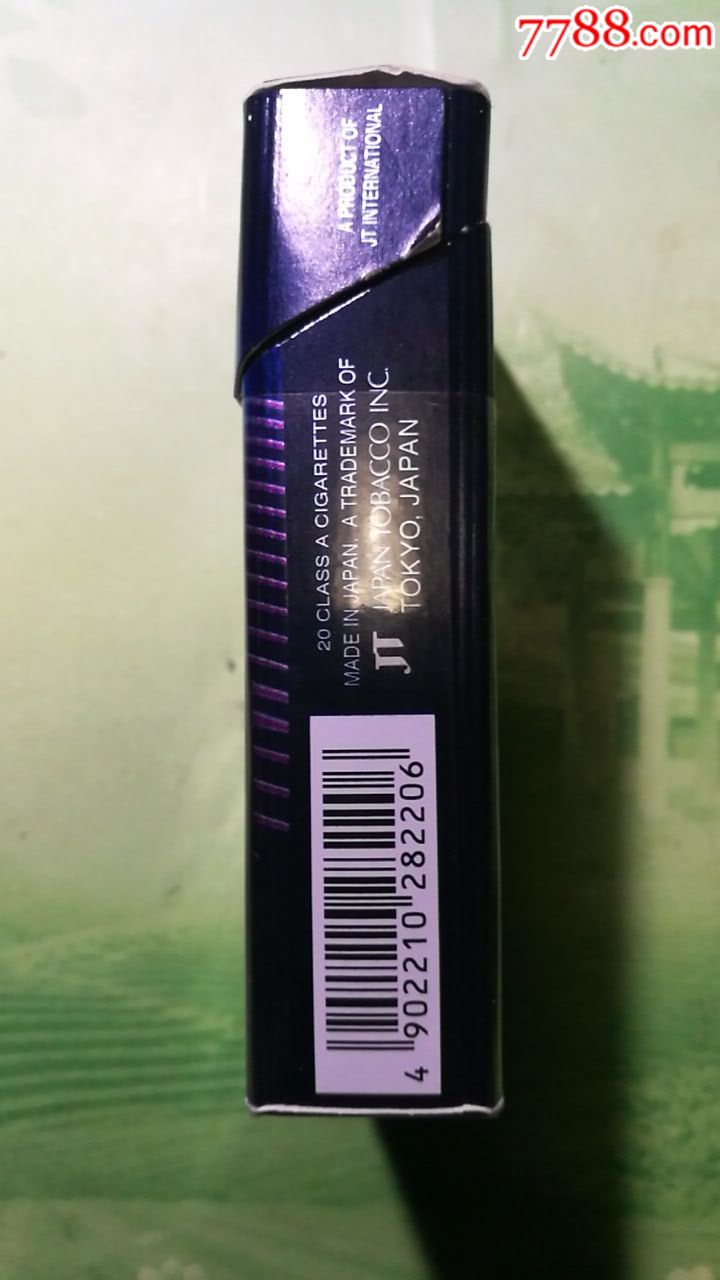 7788.com
A PRODUCT OF
JT INTERNATIONAL
20 CLASS A CIGARETTES
MADE IN JAPAN. A TRADEMARK OF
JT JAPAN TOBACCO INC.
TOKYO, JAPAN
4 902210 282206